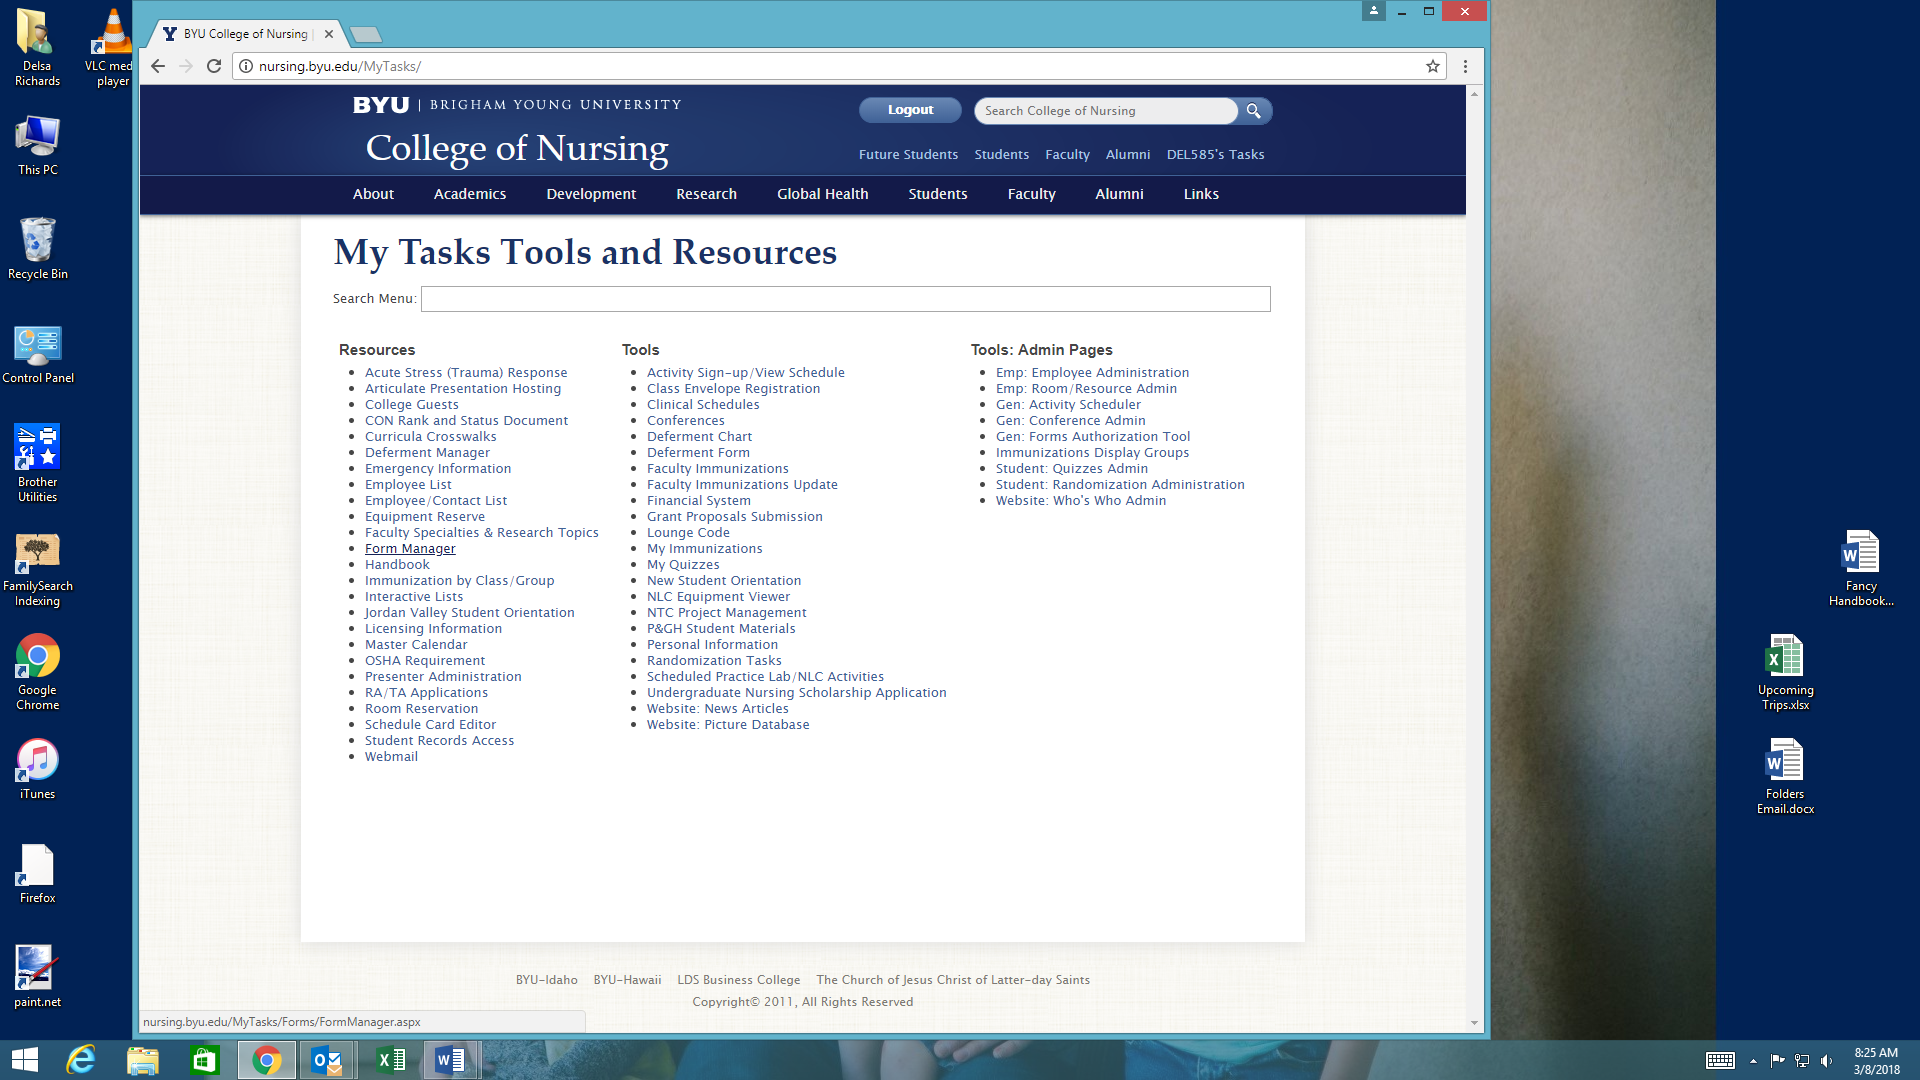 Delsa
Richards
VLC med
player
This PC
Recycle Bin
Control Panel
Brother
Utilities
FamilySearch
Indexing
Google
Chrome
iTunes
Firefox
paint.net
BYU College of Nursing |
nursing.byu.edu/MyTasks/
BYU | BRIGHAM YOUNG UNIVERSITY
College of Nursing
Logout
Search College of Nursing
Future Students Students Faculty Alumni DEL585's Tasks
About Academics Development Research Global Health Students Faculty Alumni Links
My Tasks Tools and Resources
Search Menu:
Resources
Acute Stress (Trauma) Response
Articulate Presentation Hosting
College Guests
CON Rank and Status Document
Curricula Crosswalks
Deferment Manager
Emergency Information
Employee List
Employee/Contact List
Equipment Reserve
Faculty Specialties & Research Topics
Form Manager
Handbook
Immunization by Class/Group
Interactive Lists
Jordan Valley Student Orientation
Licensing Information
Master Calendar
OSHA Requirement
Presenter Administration
RA/TA Applications
Room Reservation
Schedule Card Editor
Student Records Access
Webmail
Tools
Activity Sign-up/View Schedule
Class Envelope Registration
Clinical Schedules
Conferences
Deferment Chart
Deferment Form
Faculty Immunizations
Faculty Immunizations Update
Financial System
Grant Proposals Submission
Lounge Code
My Immunizations
My Quizzes
New Student Orientation
NLC Equipment Viewer
NTC Project Management
P&GH Student Materials
Personal Information
Randomization Tasks
Scheduled Practice Lab/NLC Activities
Undergraduate Nursing Scholarship Application
Website: News Articles
Website: Picture Database
Tools: Admin Pages
Emp: Employee Administration
Emp: Room/Resource Admin
Gen: Activity Scheduler
Gen: Conference Admin
Gen: Forms Authorization Tool
Immunizations Display Groups
Student: Quizzes Admin
Student: Randomization Administration
Website: Who's Who Admin
BYU-Idaho BYU-Hawaii LDS Business College The Church of Jesus Christ of Latter-day Saints
Copyright© 2011, All Rights Reserved
nursing.byu.edu/MyTasks/Forms/FormManager.aspx
Fancy
Handbook...
Upcoming
Trips.xlsx
Folders
Email.docx
8:25 AM
3/8/2018